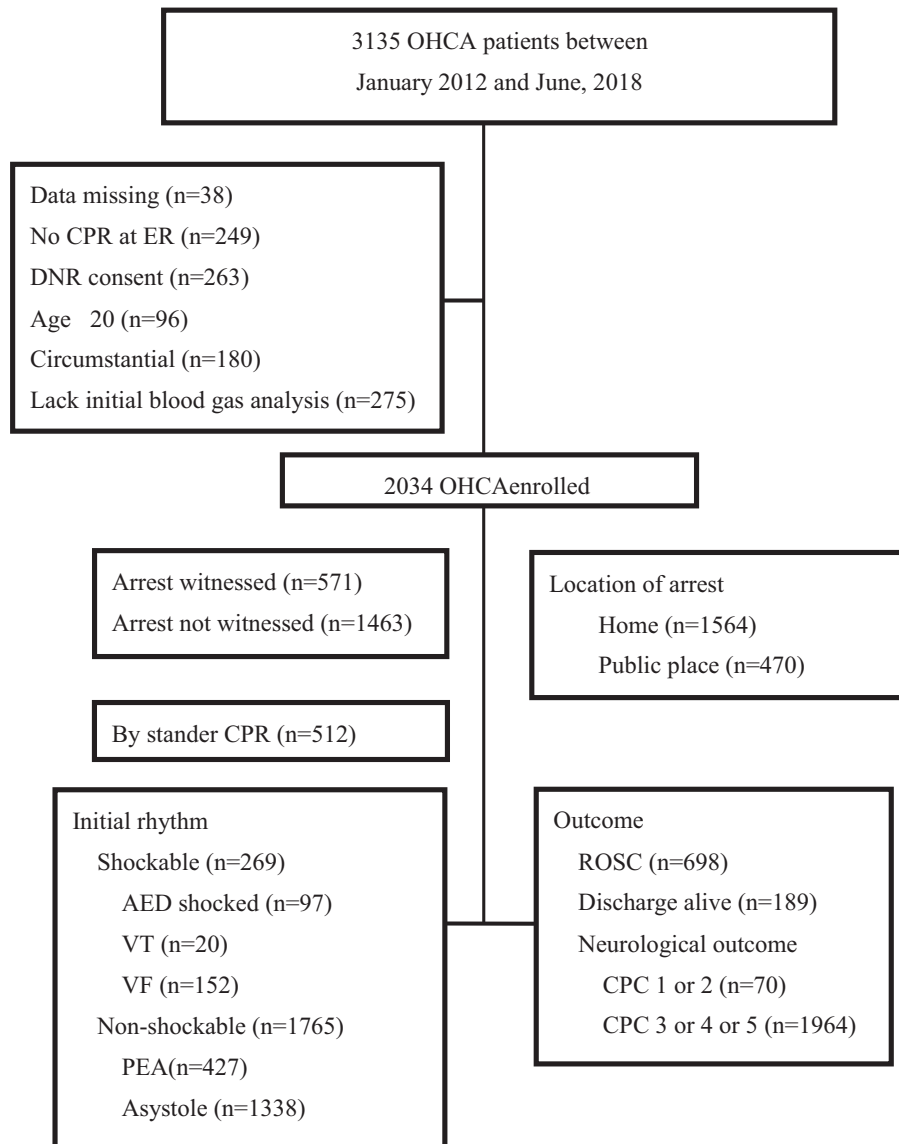 3135 OHCA patients between
January 2012 and June, 2018
Data missing (n=38)
No CPR at ER (n=249)
DNR consent (n=263)
Age 20 (n=96)
Circumstantial (n=180)
Lack initial blood gas analysis (n=275)
2034 OHCAenrolled
Arrest witnessed (n=571)
Arrest not witnessed (n=1463)
Location of arrest
Home (n=1564)
Public place (n=470)
By stander CPR (n=512)
Initial rhythm
Shockable (n=269)
AED shocked (n=97)
VT (n=20)
VF (n=152)
Non-shockable (n=1765)
PEA(n=427)
Asystole (n=1338)
Outcome
ROSC (n=698)
Discharge alive (n=189)
Neurological outcome
CPC 1 or 2 (n=70)
CPC 3 or 4 or 5 (n=1964)